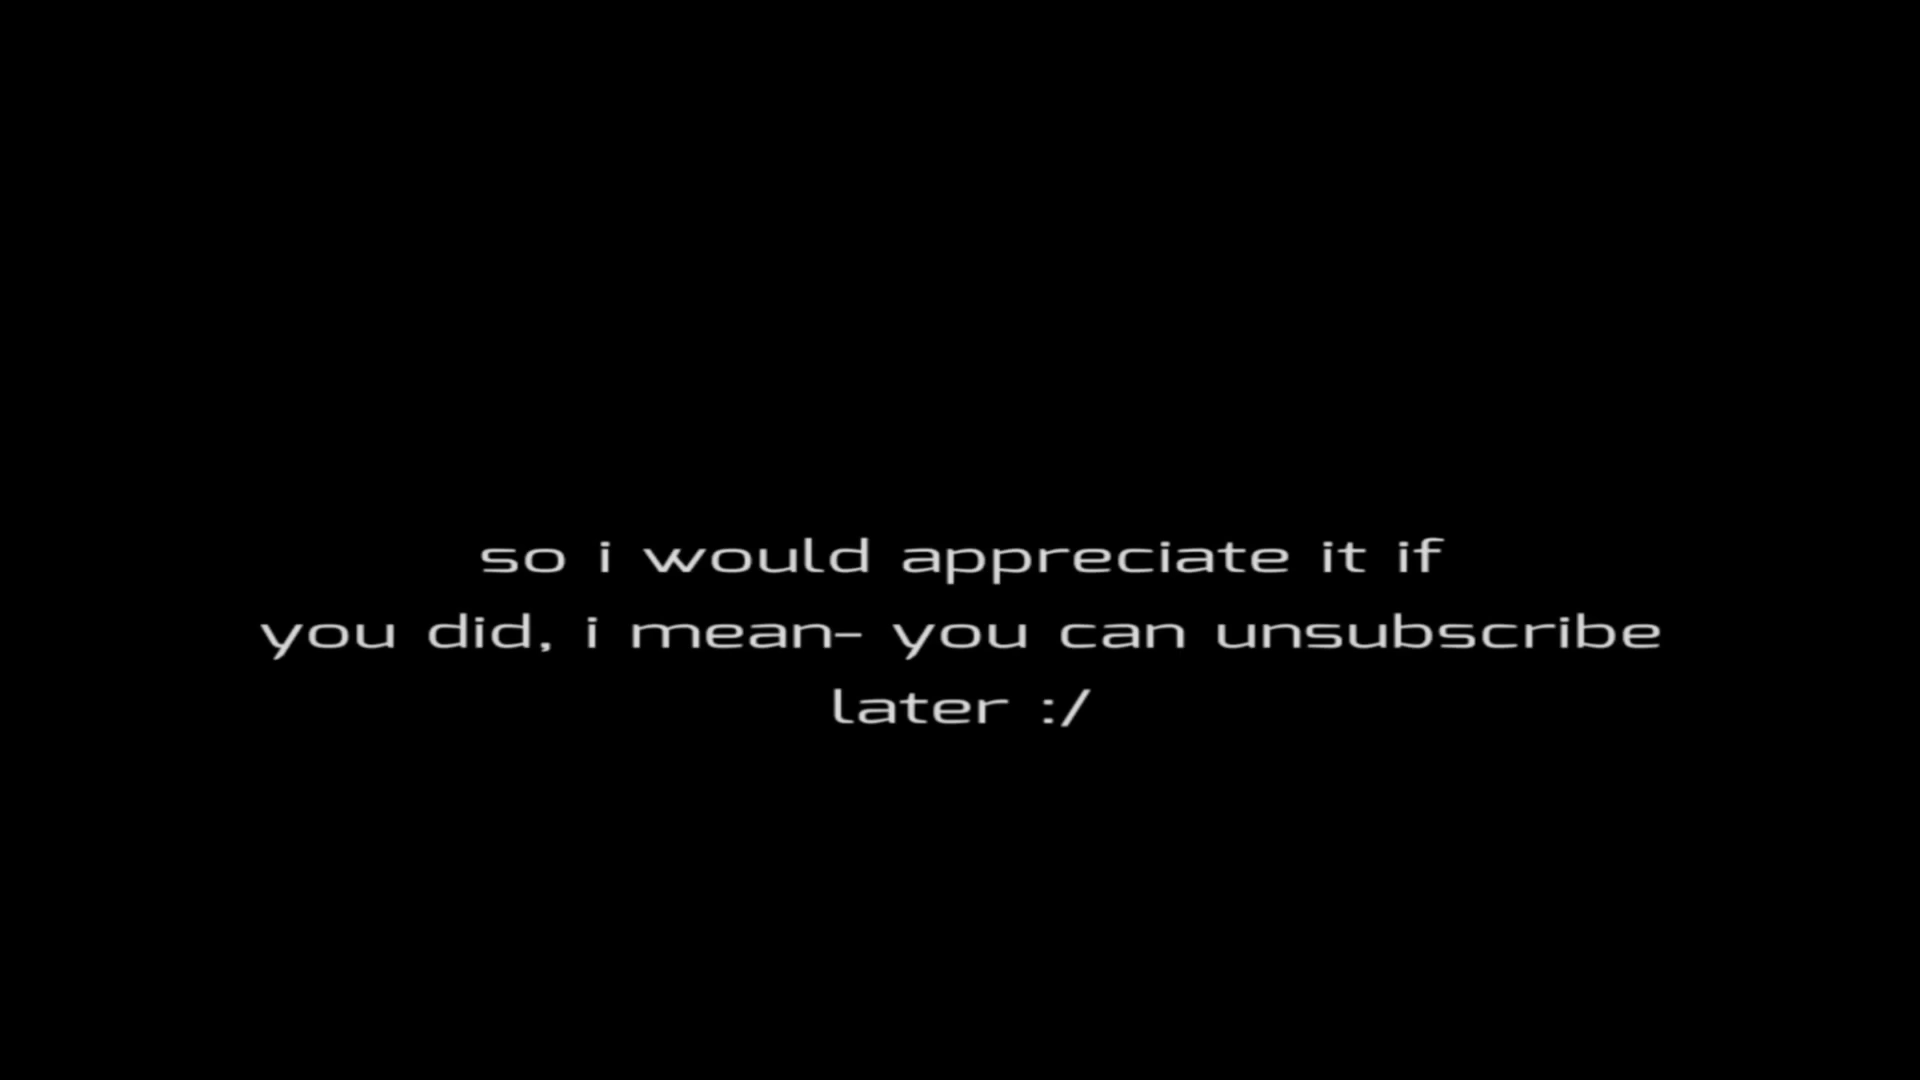 so i would appreciate it if
you did, i mean- you can unsubscribe
later :/